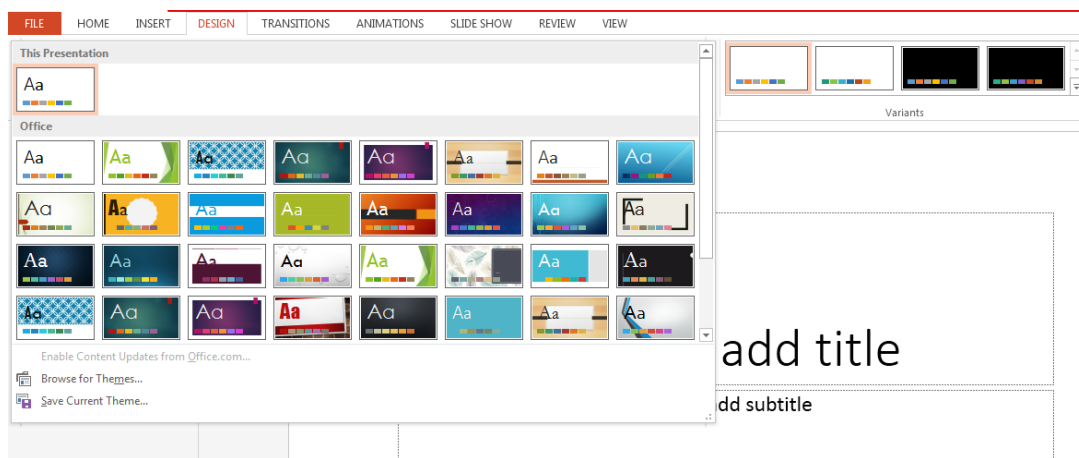 FILE HOME INSERT DESIGN TRANSITIONS ANIMATIONS SLIDE SHOW REVIEW VIEW
This Presentation
Aa
Office
Aa Aa Aa Aa Aa Aa Aa Aa
Aa Aa Aa Aa Aa Aa Aa Aa
Aa Aa Aa Aa Aa Aa Aa
Aa Aa Aa Aa Aa Aa Aa Aa
Enable Content Updates from Office.com...
Browse for Themes...
Save Current Theme...
Variants
add title
dd subtitle